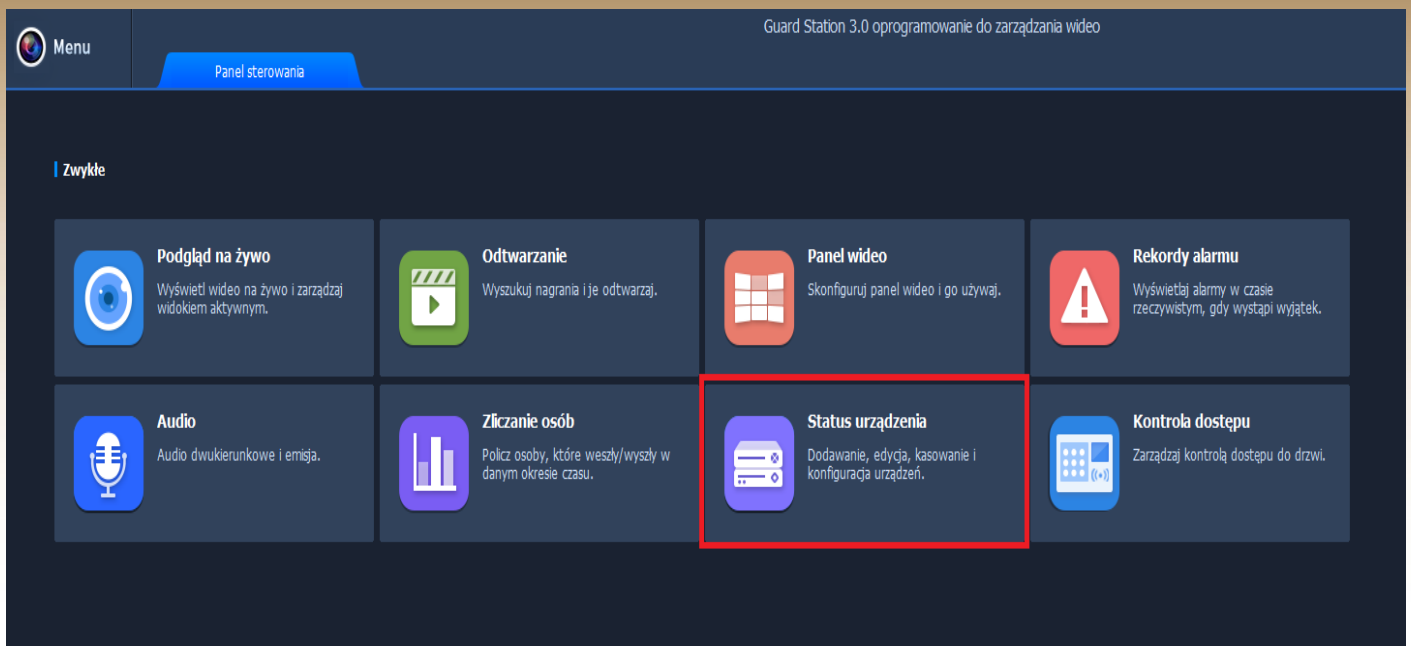 Guard Station 3.0 oprogramowanie do zarządzania wideo
Menu
Panel sterowania
Zwykłe
Podgląd na żywo
Wyświetl wideo na żywo i zarządzaj
widokiem aktywnym.
Odtwarzanie
Wyszukuj nagrania i je odtwarzaj.
Panel wideo
Skonfiguruj panel wideo i go używaj.
Rekordy alarmu
Wyświetlaj alarmy w czasie
rzeczywistym, gdy wystąpi wyjątek.
Audio
Audio dwukierunkowe i emisja.
Zliczanie osób
Policz osoby, które weszły/wyszły w
danym okresie czasu.
Status urządzenia
Dodawanie, edycja, kasowanie i
konfiguracja urządzeń.
Kontrola dostępu
Zarządzaj kontrolą dostępu do drzwi.